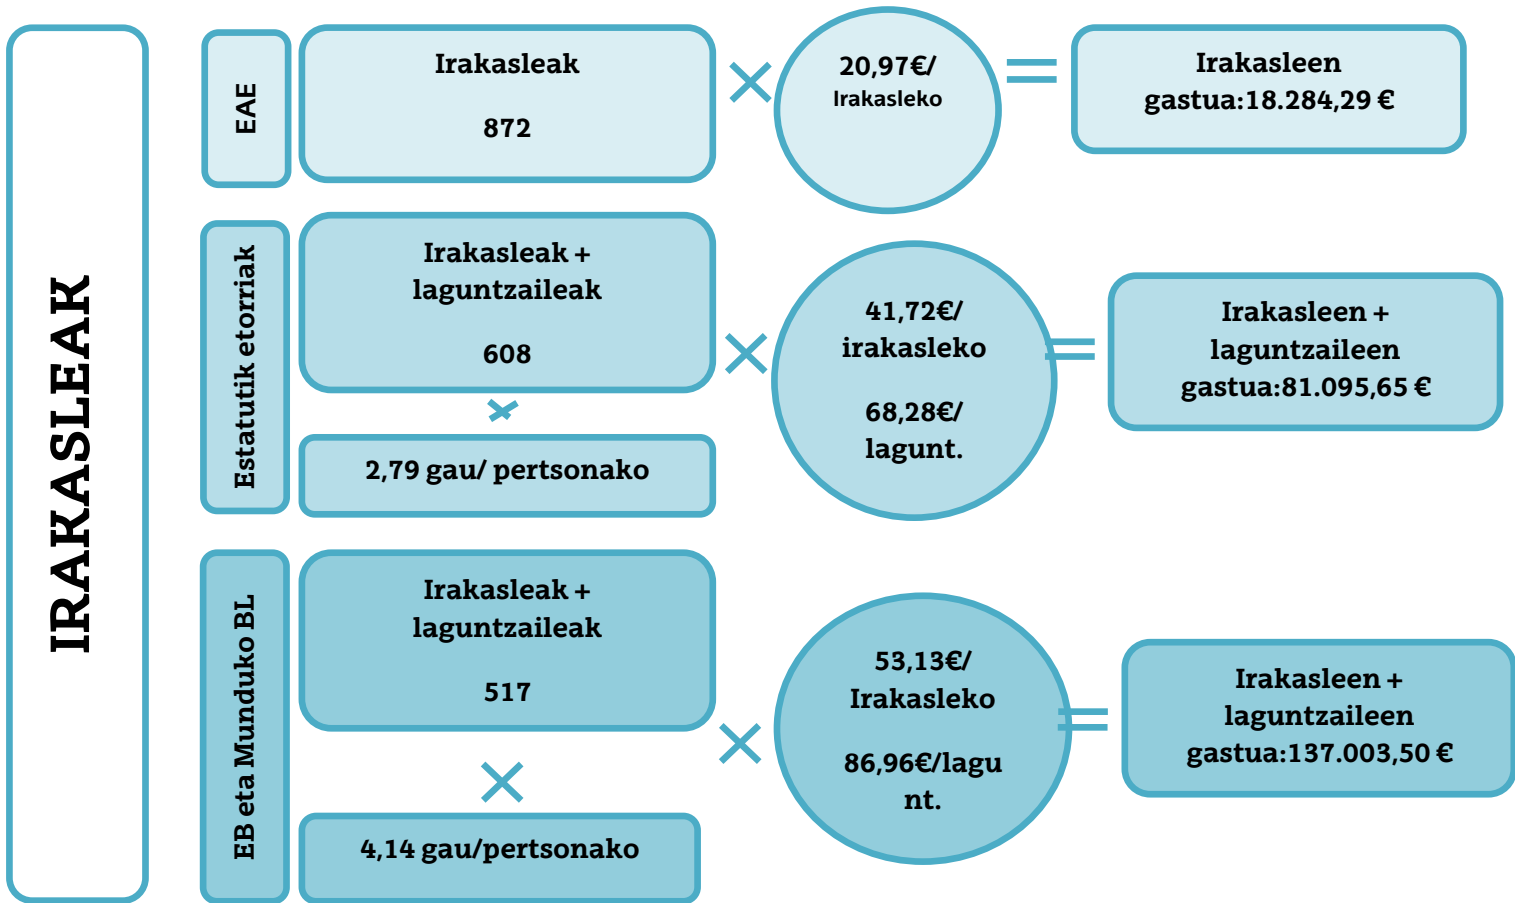 IRAKASLEAK
EAE
Irakasleak
872
20,97€/
Irakasleko
Irakasleen
gastua:18.284,29 €
Estatutik etorriak
Irakasleak +
laguntzaileak
608
2,79 gau/ pertsonako
41,72€/
irakasleko
68,28€/
lagunt.
Irakasleen +
laguntzaileen
gastua:81.095,65 €
EB eta Munduko BL
Irakasleak +
laguntzaileak
517
4,14 gau/pertsonako
53,13€/
Irakasleko
86,96€/lagu
nt.
Irakasleen +
laguntzaileen
gastua:137.003,50 €